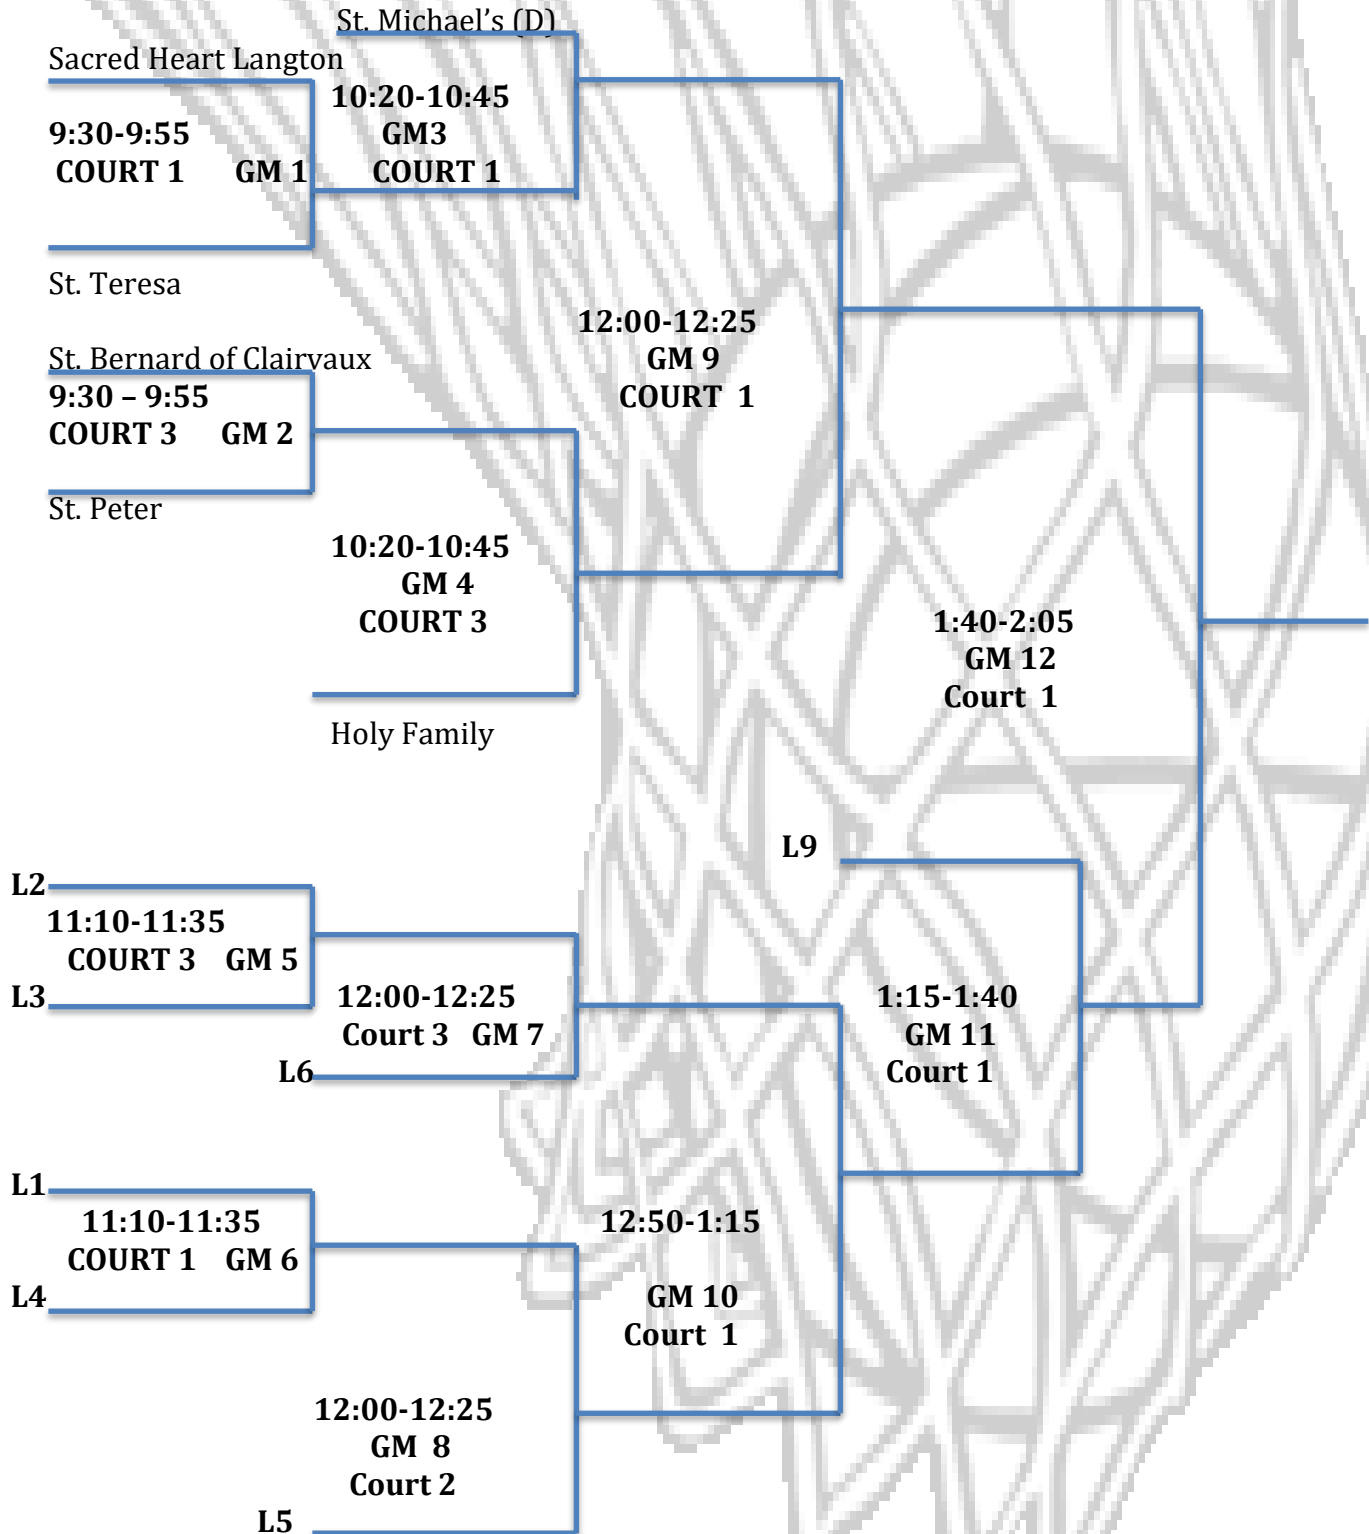 St. Michael's (D)
Sacred Heart Langton
10:20-10:45
GM3
COURT 1
9:30-9:55
COURT 1 GM 1
St. Teresa
12:00-12:25
GM 9
COURT 1
St. Bernard of Clairvaux
9:30 – 9:55
COURT 3 GM 2
St. Peter
10:20-10:45
GM 4
COURT 3
1:40-2:05
GM 12
Court 1
Holy Family
L9
L2
11:10-11:35
COURT 3 GM 5
L3
12:00-12:25
Court 3 GM 7
1:15-1:40
GM 11
Court 1
L6
L1
11:10-11:35
COURT 1 GM 6
L4
12:50-1:15
GM 10
Court 1
12:00-12:25
GM 8
Court 2
L5